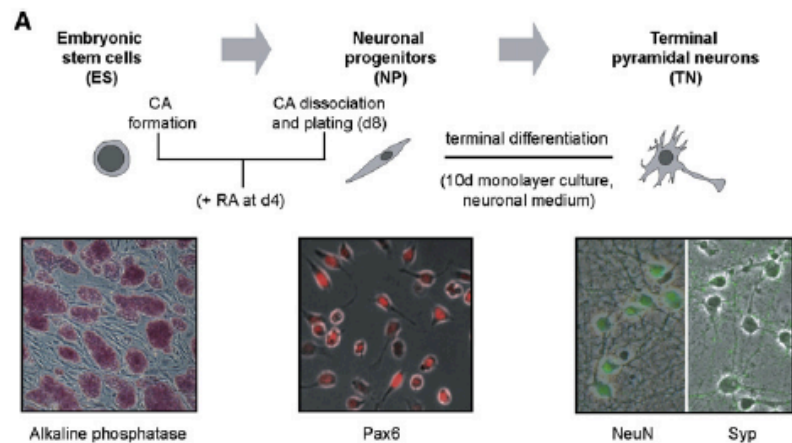 A
Embryonic
stem cells
(ES)
Neuronal
progenitors
(NP)
Terminal
pyramidal neurons
(TN)
CA
formation
CA dissociation
and plating (d8)
(+ RA at d4)
terminal differentiation
(10d monolayer culture,
neuronal medium)
Alkaline phosphatase
Pax6
NeuN
Syp